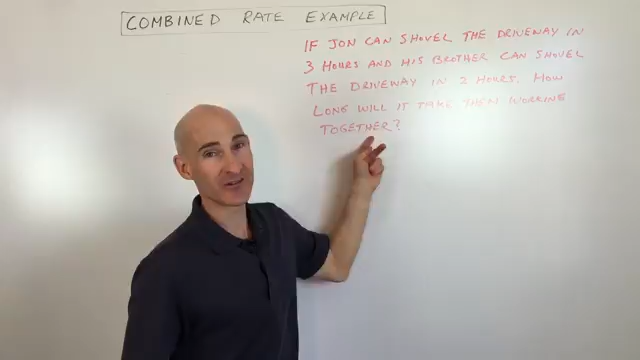 COMBINED RATE EXAMPLE
IF JON CAN SHOVEL THE DRIVEWAY IN
3 HOURS AND HIS BROTHER CAN SHOVEL
THE DRIVEWAY IN 2 HOURS. HOW
LONG WILL IT TAKE THEM WORKING
TOGETHER?